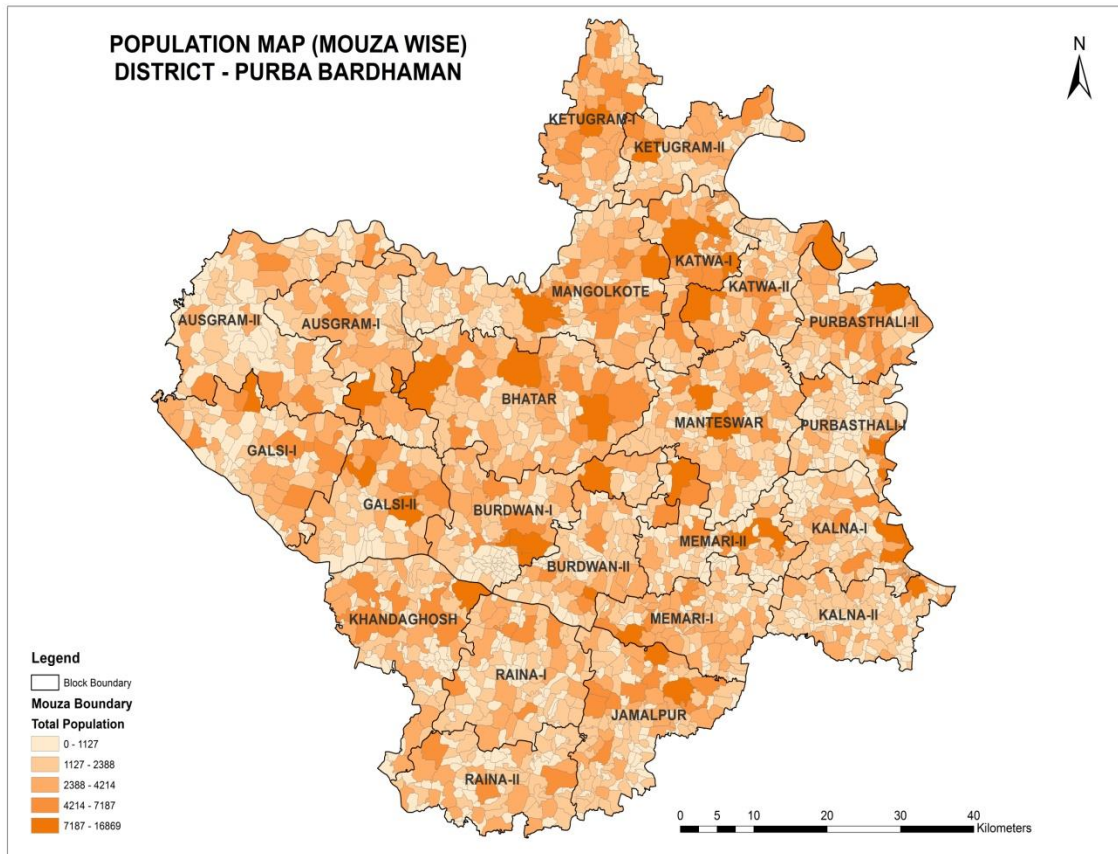 POPULATION MAP (MOUZA WISE)
DISTRICT - PURBA BARDHAMAN
N
KETUGRAM-I
KETUGRAM-II
KATWA-I
KATWA-II
MANGOLKOTE
AUSGRAM-II
AUSGRAM-I
PURBASTHALI-II
BHATAR
MANTESWAR
PURBASTHALI-I
GALSI-I
GALSI-II
BURDWAN-I
MEMARI-II
KALNA-I
BURDWAN-II
KHANDAGHOSH
MEMARI-I
KALNA-II
RAINA-I
JAMALPUR
RAINA-II
Legend
Block Boundary
Mouza Boundary
Total Population
0 - 1127
1127 - 2388
2388 - 4214
4214 - 7187
7187 - 16869
0 5 10 20 30 40
Kilometers